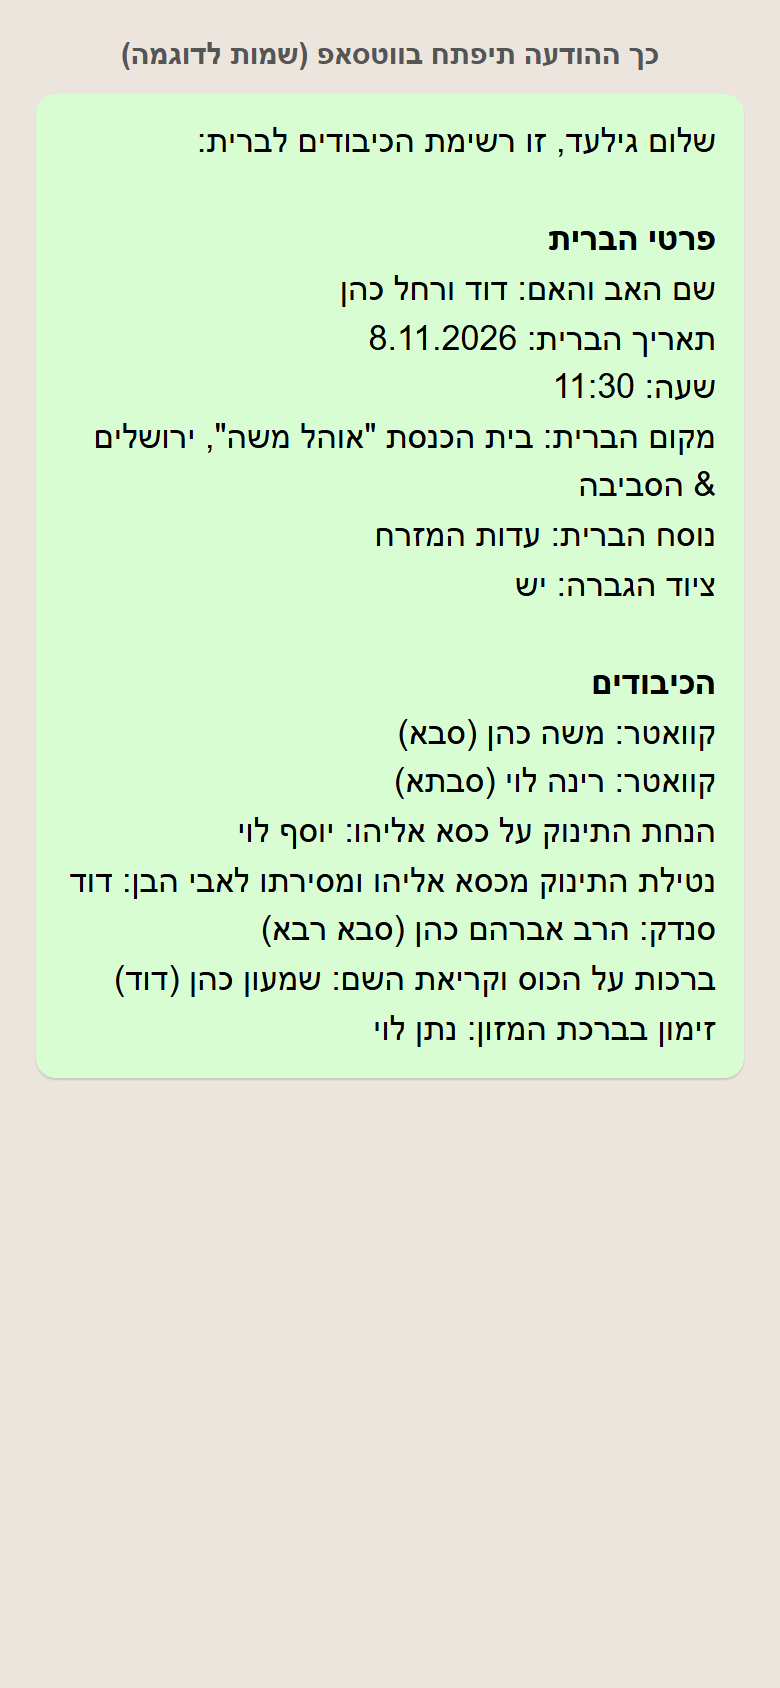 כך ההודעה תיפתח בווטסאפ (שמות לדוגמה)
שלום גילעד, זו רשימת הכיבודים לברית:
פרטי הברית
שם האב והאם: דוד ורחל כהן
תאריך הברית: 8.11.2026
שעה: 11:30
מקום הברית: בית הכנסת "אוהל משה", ירושלים
& הסביבה
נוסח הברית: עדות המזרח
ציוד הגברה: יש
הכיבודים
קוואטר: משה כהן (סבא)
קוואטר: רינה לוי (סבתא)
הנחת התינוק על כסא אליהו: יוסף לוי
נטילת התינוק מכסא אליהו ומסירתו לאבי הבן: דוד
סנדק: הרב אברהם כהן (סבא רבא)
ברכות על הכוס וקריאת השם: שמעון כהן (דוד)
זימון בברכת המזון: נתן לוי